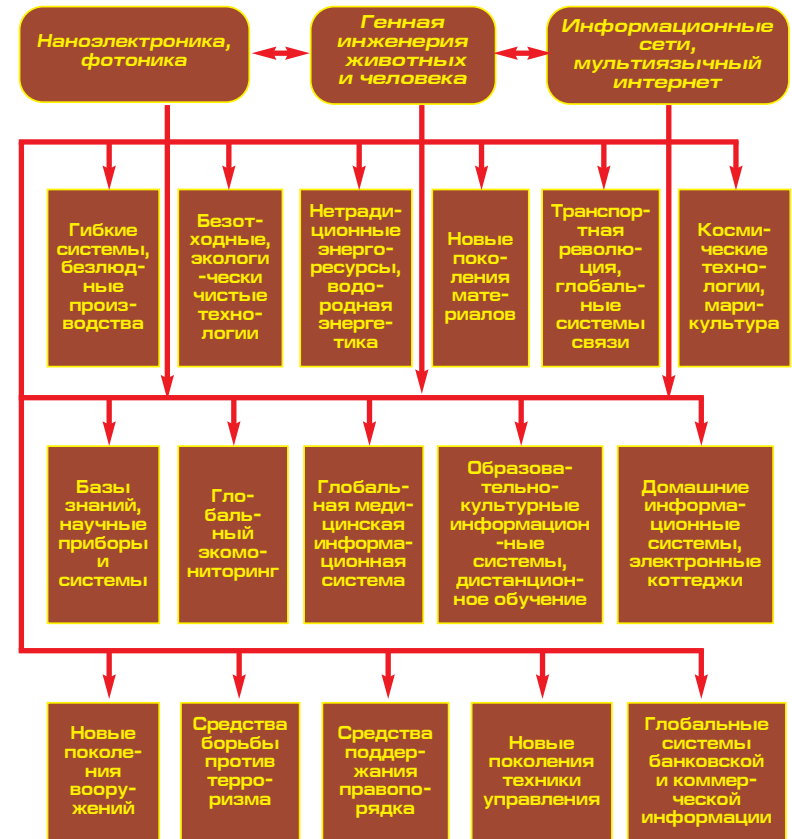 Наноэлектроника,
фотоника
Генная
инженерия
животных
и человека
Информационные
сети,
мультиязычный
интернет
Гибкие
системы,
безлюд-
ные
произ-
водства
Безот-
ходные,
экологи
-чески
чистые
техно-
логии
Нетради-
ционные
энерго-
ресурсы,
водо-
родная
энерге-
тика
Новые
поко-
ления
мате-
риалов
Транспор-
тная
револю-
ция,
глобаль-
ные
системы
связи
Косми-
ческие
техно-
логии,
мари-
культура
Базы
знаний,
научные
приборы
и
системы
Гло-
баль-
ный
экомо-
ниторинг
Глобаль-
ная меди-
цинская
информа-
ционная
система
Образова-
тельно-
культурные
информацион
-ные
системы,
дистанцион-
ное обучение
Домашние
информа-
ционные
системы,
электронные
коттеджи
Новые
поколе-
ния
воору-
жений
Средства
борьбы
против
терро-
ризма
Средства
поддер-
жания
правопо-
рядка
Новые
поколения
техники
управления
Глобальные
системы
банковской
и коммер-
ческой
информации